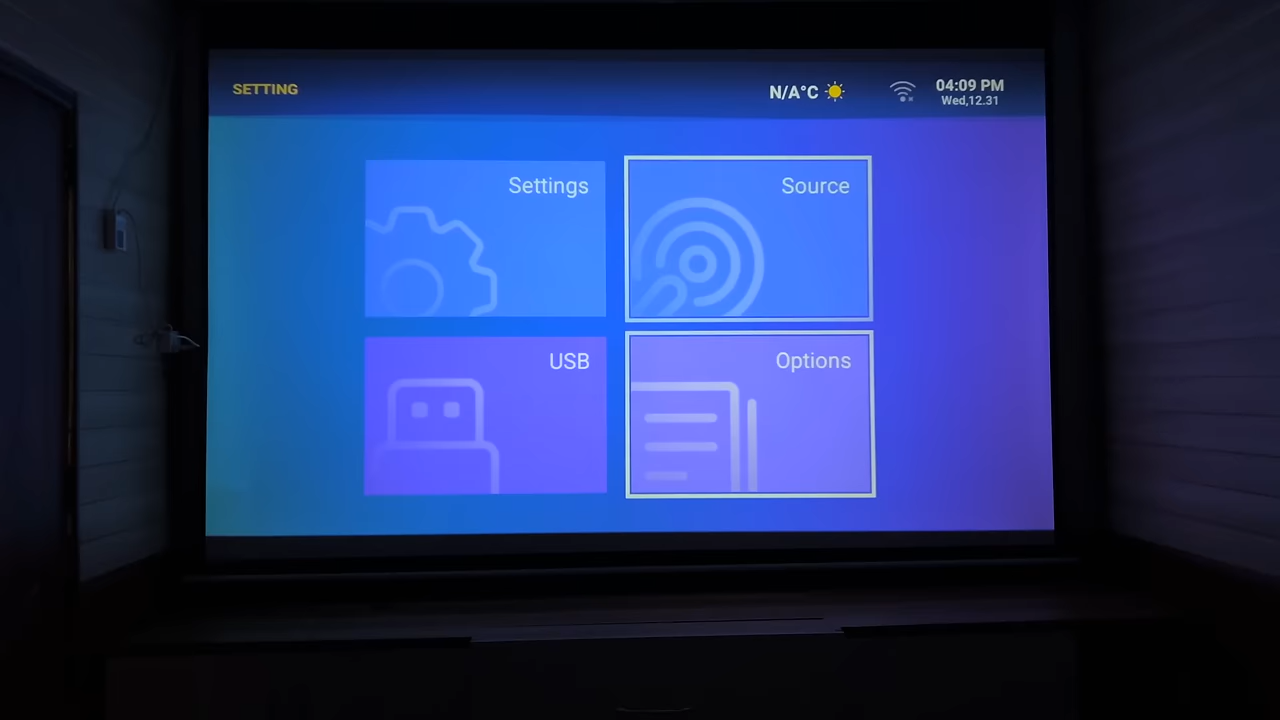 SETTING
N/A°C
04:09 PM
Wed,12.31
Settings
Source
USB
Options